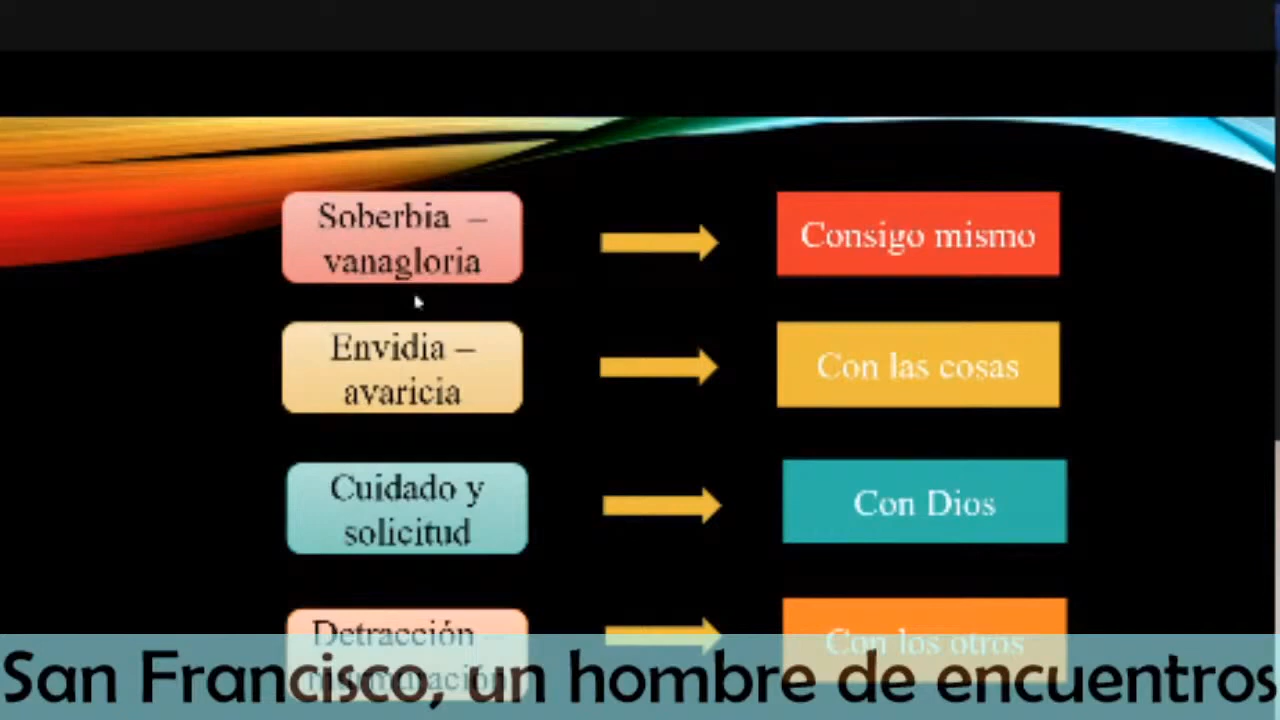 Soberbia –
vanagloria
Consigo mismo
Envidia –
avaricia
Con las cosas
Cuidado y
solicitud
Con Dios
Detracción –
Con los otros
San Francisco, un hombre de encuentros